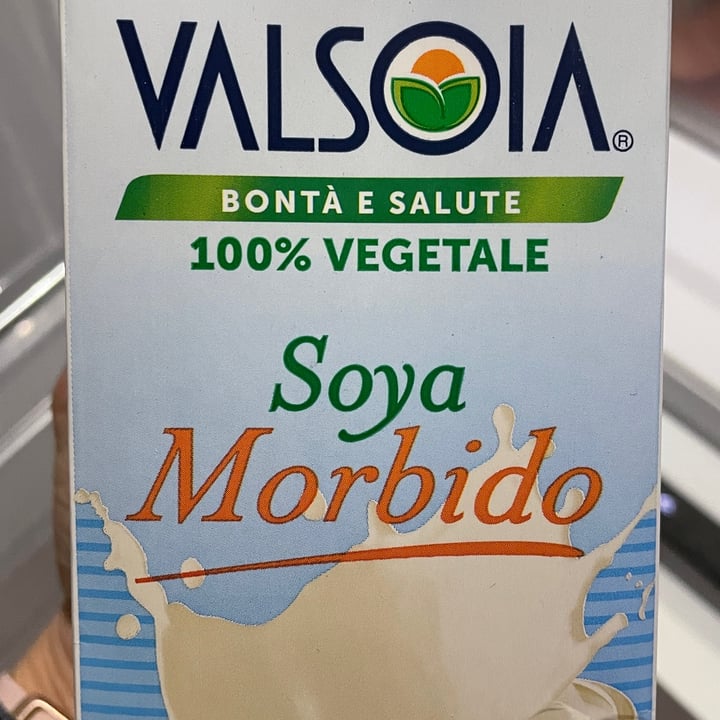 VALSOIA®
BONTÀ E SALUTE
100% VEGETALE
Soya
Morbido